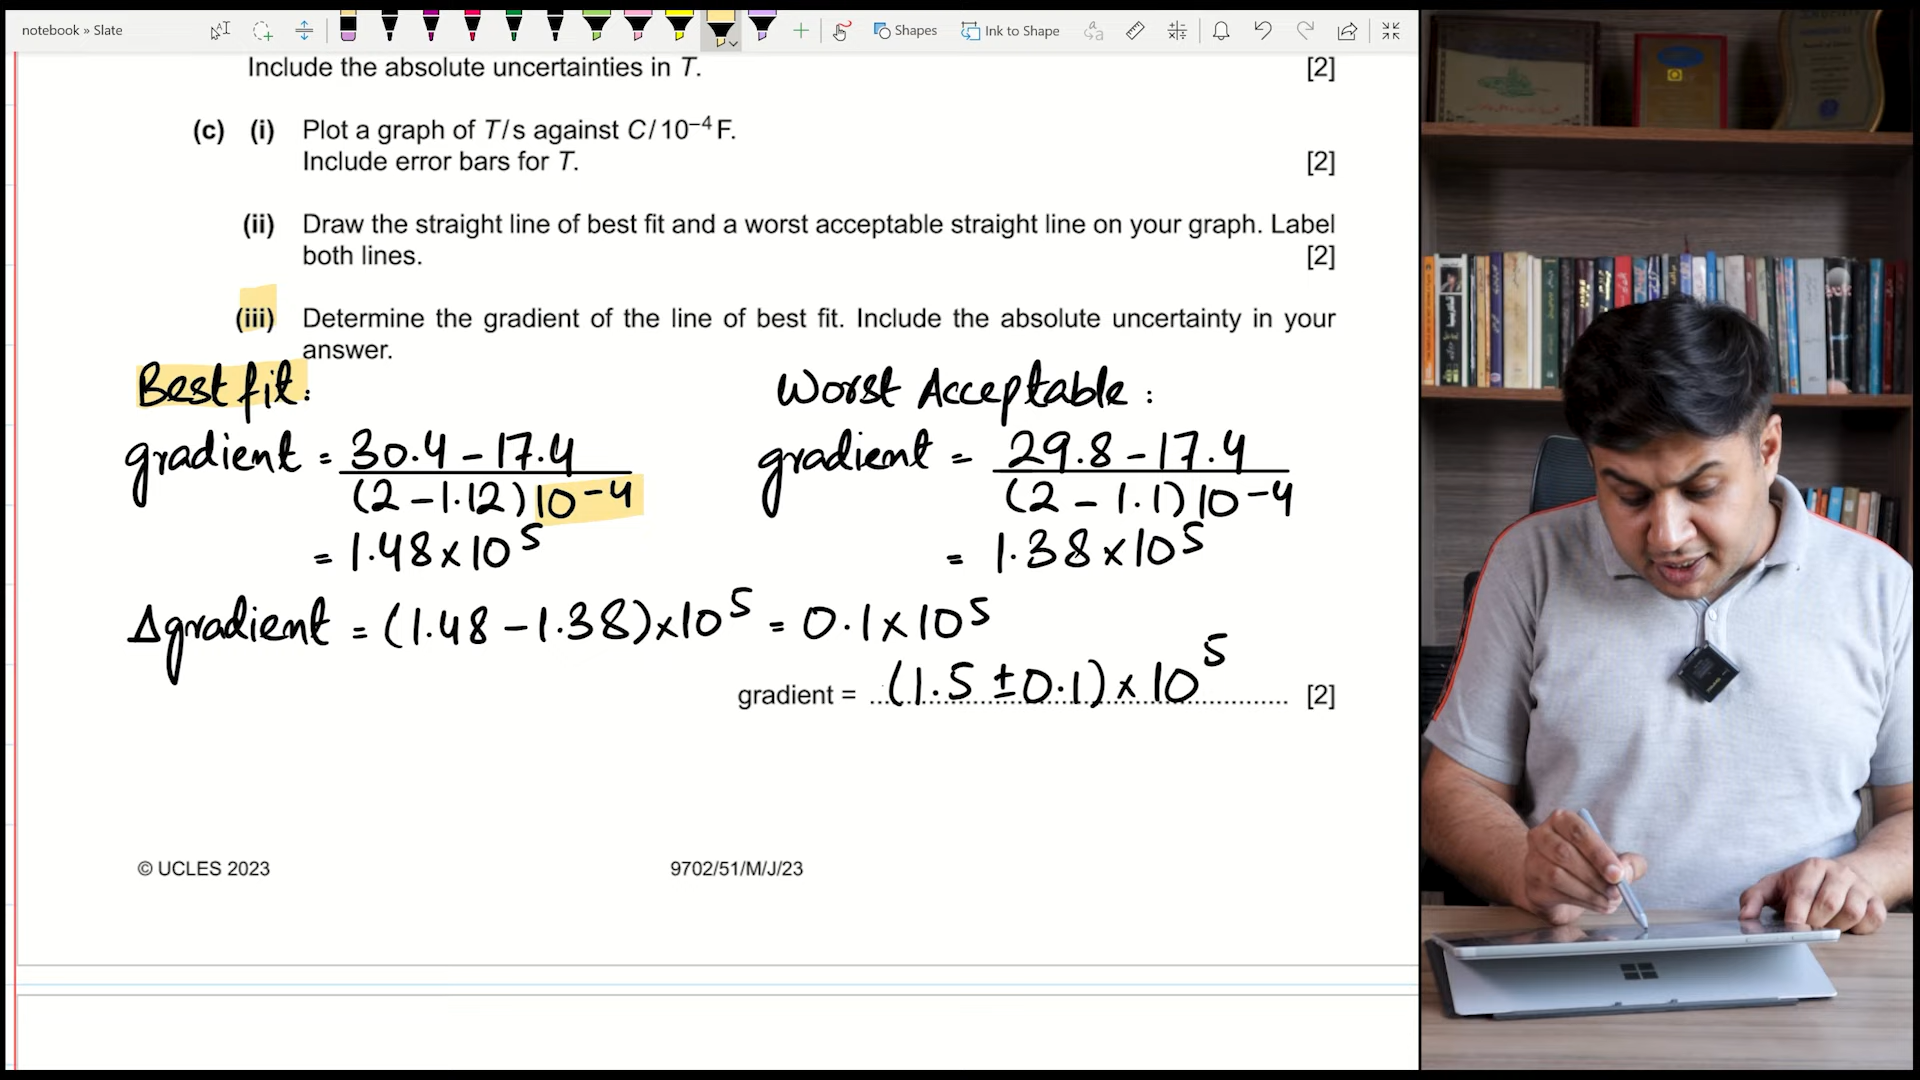 notebook » Slate
Shapes
Ink to Shape
Include the absolute uncertainties in T. [2]
(c) (i) Plot a graph of T/s against C/10⁻⁴F.
Include error bars for T. [2]
(ii) Draw the straight line of best fit and a worst acceptable straight line on your graph. Label
both lines. [2]
(iii) Determine the gradient of the line of best fit. Include the absolute uncertainty in your
answer.
Best fit:
gradient = 30.4 - 17.4
(2 - 1.12) 10⁻⁴
= 1.48 x 10⁵
Worst Acceptable :
gradient = 29.8 - 17.4
(2 - 1.1) 10⁻⁴
= 1.38 x 10⁵
Δgradient = (1.48 - 1.38) x 10⁵ = 0.1 x 10⁵
gradient = (1.5 ± 0.1) x 10⁵ [2]
© UCLES 2023
9702/51/M/J/23